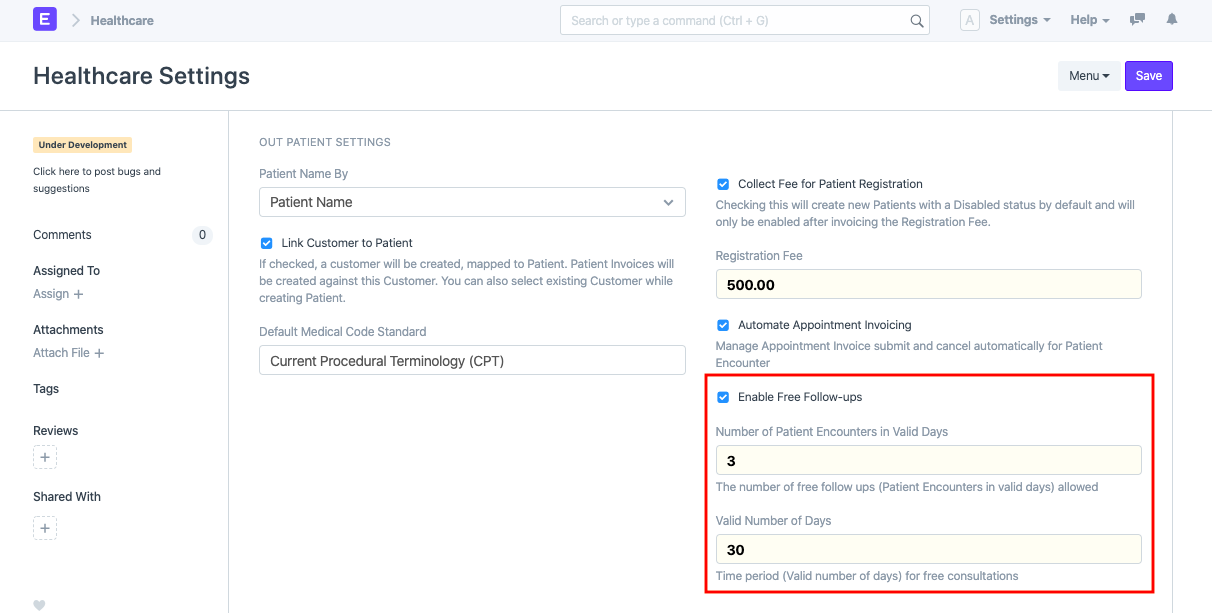 E
Healthcare
Search or type a command (Ctrl + G)
A
Settings
Help
Healthcare Settings
Menu
Save
Under Development
Click here to post bugs and
suggestions
Comments
0
Assigned To
Assign +
Attachments
Attach File +
Tags
Reviews
+
Shared With
+
OUT PATIENT SETTINGS
Patient Name By
Patient Name
Link Customer to Patient
If checked, a customer will be created, mapped to Patient. Patient Invoices will
be created against this Customer. You can also select existing Customer while
creating Patient.
Default Medical Code Standard
Current Procedural Terminology (CPT)
Collect Fee for Patient Registration
Checking this will create new Patients with a Disabled status by default and will
only be enabled after invoicing the Registration Fee.
Registration Fee
500.00
Automate Appointment Invoicing
Manage Appointment Invoice submit and cancel automatically for Patient
Encounter
Enable Free Follow-ups
Number of Patient Encounters in Valid Days
3
The number of free follow ups (Patient Encounters in valid days) allowed
Valid Number of Days
30
Time period (Valid number of days) for free consultations